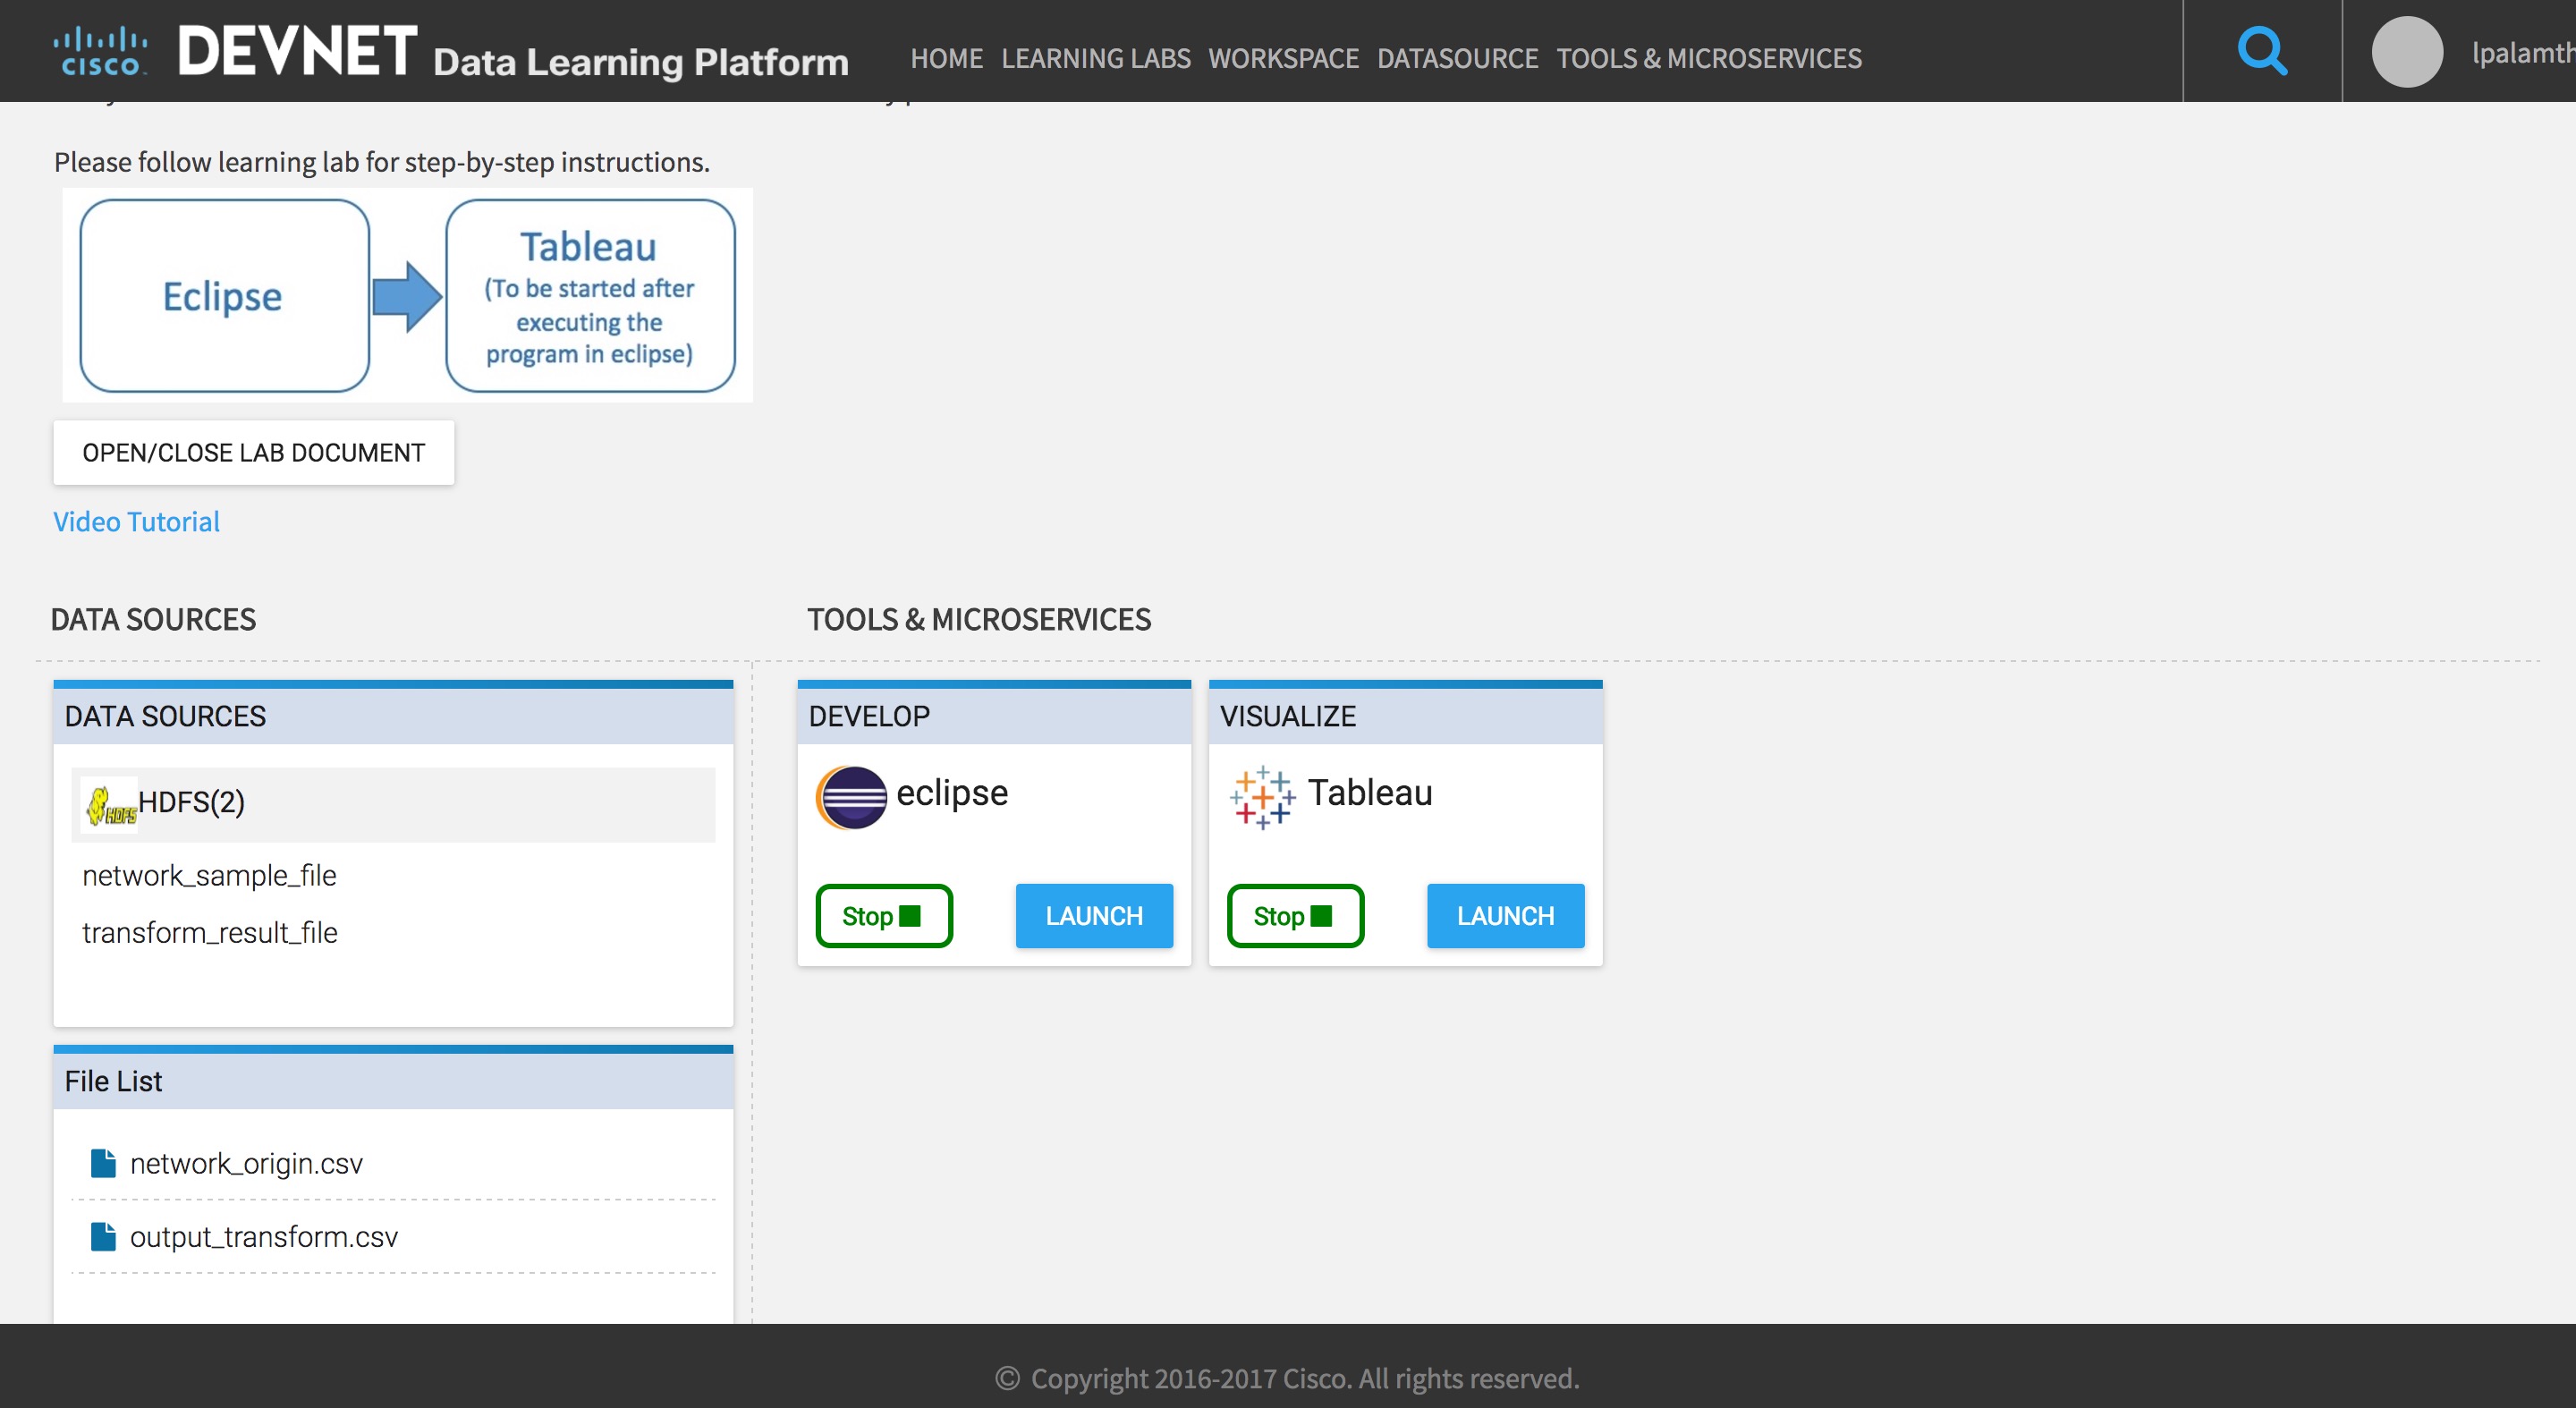 CISCO DEVNET Data Learning Platform HOME LEARNING LABS WORKSPACE DATASOURCE TOOLS & MICROSERVICES
Please follow learning lab for step-by-step instructions.
Eclipse
Tableau
(To be started after
executing the
program in eclipse)
OPEN/CLOSE LAB DOCUMENT
Video Tutorial
DATA SOURCES
TOOLS & MICROSERVICES
DATA SOURCES
HDFS HDFS(2)
network_sample_file
transform_result_file
File List
network_origin.csv
output_transform.csv
DEVELOP
eclipse
Stop LAUNCH
VISUALIZE
Tableau
Stop LAUNCH
© Copyright 2016-2017 Cisco. All rights reserved.